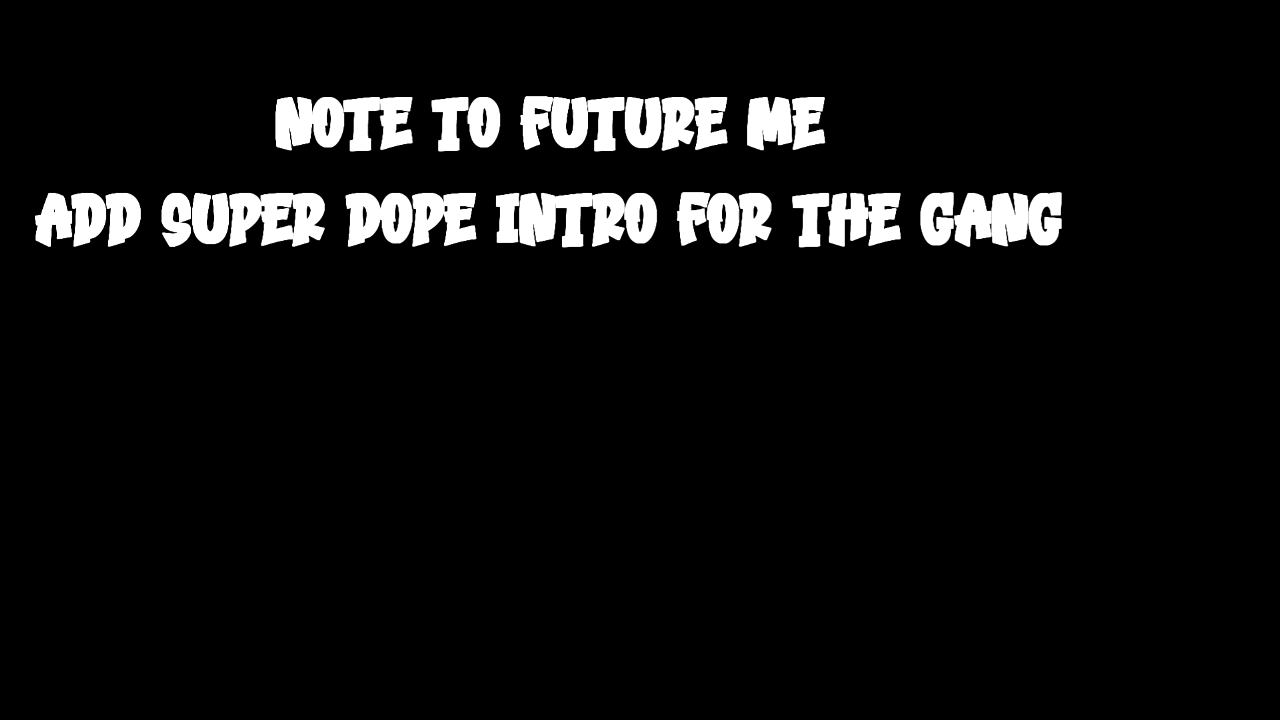 NOTE TO FUTURE ME
ADD SUPER DOPE INTRO FOR THE GANG